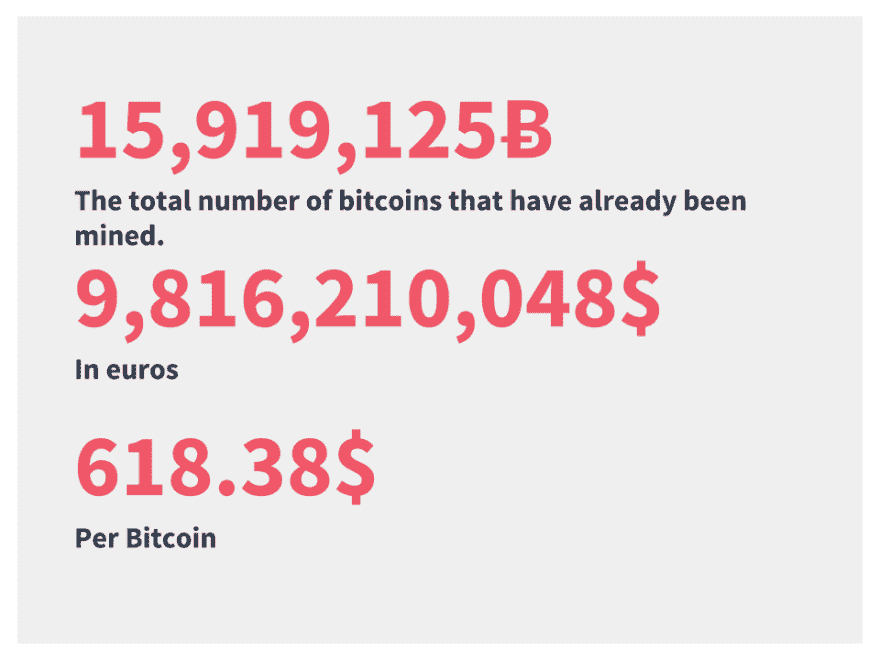 15,919,125Ƀ
The total number of bitcoins that have already been
mined.
9,816,210,048$
In euros
618.38$
Per Bitcoin